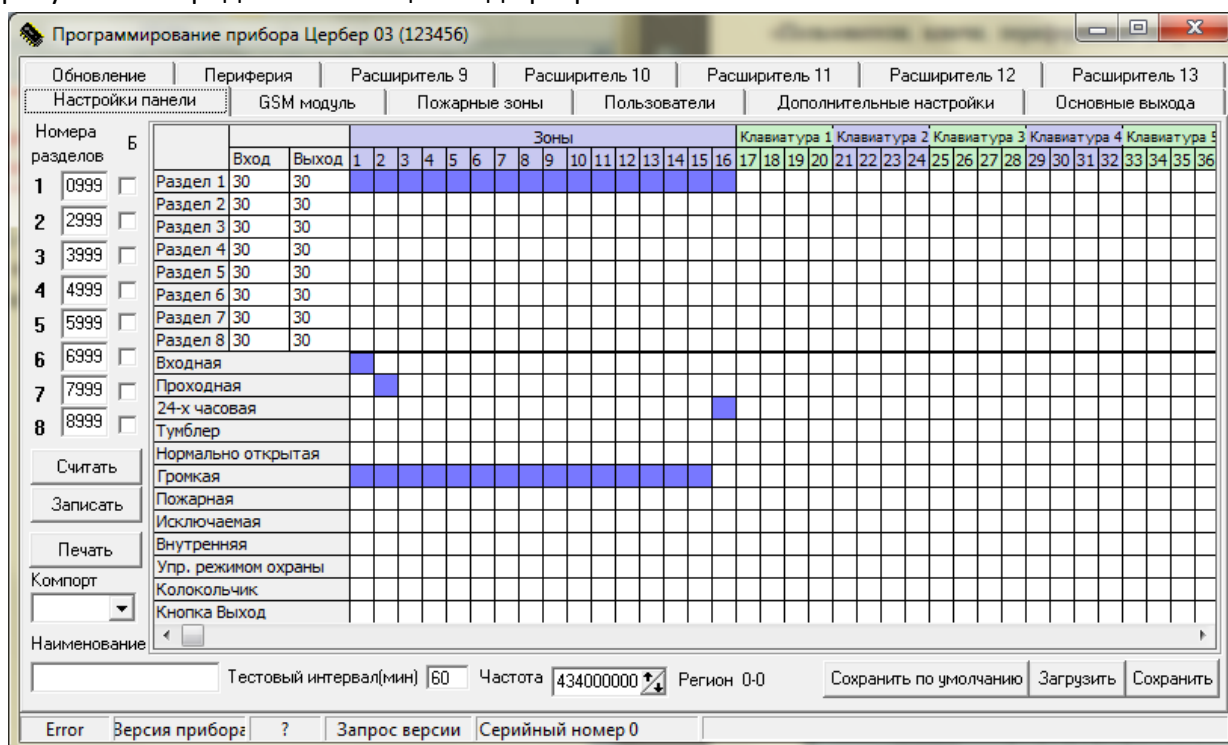 Программирование прибора Цербер 03 (123456)
Обновление Периферия Расширитель 9 Расширитель 10 Расширитель 11 Расширитель 12 Расширитель 13
Настройки панели GSM модуль Пожарные зоны Пользователи Дополнительные настройки Основные выхода
Номера разделов Б
1 0999
2 2999
3 3999
4 4999
5 5999
6 6999
7 7999
8 8999
Считать
Записать
Печать
Компорт
Наименование
Зоны Клавиатура 1 Клавиатура 2 Клавиатура 3 Клавиатура 4 Клавиатура 5
Вход Выход 1 2 3 4 5 6 7 8 9 10 11 12 13 14 15 16 17 18 19 20 21 22 23 24 25 26 27 28 29 30 31 32 33 34 35 36
Раздел 1 30 30
Раздел 2 30 30
Раздел 3 30 30
Раздел 4 30 30
Раздел 5 30 30
Раздел 6 30 30
Раздел 7 30 30
Раздел 8 30 30
Входная
Проходная
24-х часовая
Тумблер
Нормально открытая
Громкая
Пожарная
Исключаемая
Внутренняя
Упр. режимом охраны
Колокольчик
Кнопка Выход
Тестовый интервал(мин) 60 Частота 434000000 Регион 0-0 Сохранить по умолчанию Загрузить Сохранить
Error Версия прибора ? Запрос версии Серийный номер 0